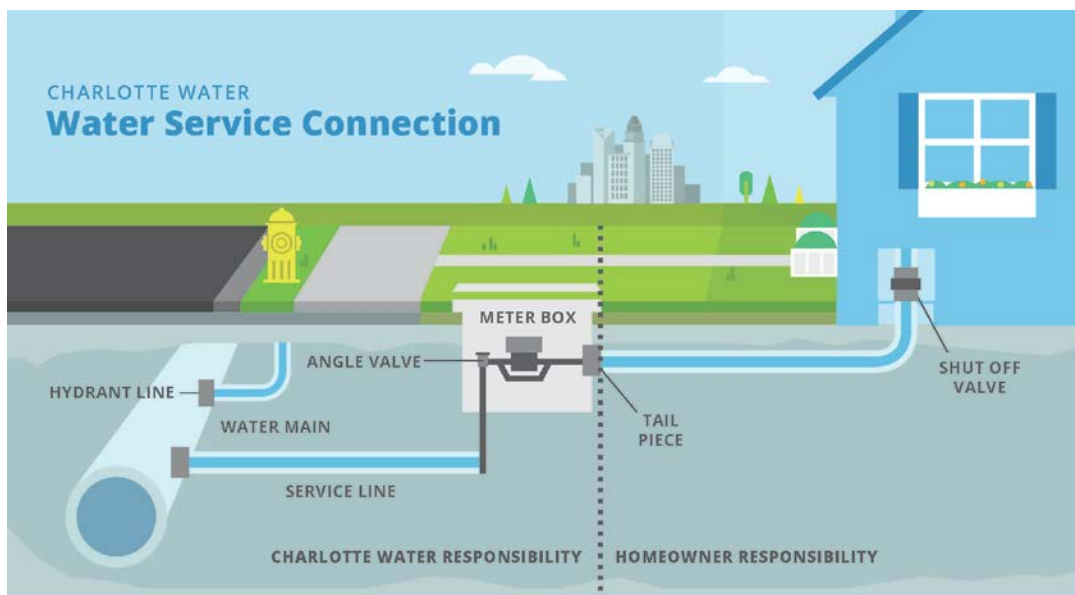 CHARLOTTE WATER
Water Service Connection
METER BOX
ANGLE VALVE
HYDRANT LINE
WATER MAIN
SERVICE LINE
TAIL
PIECE
SHUT OFF
VALVE
CHARLOTTE WATER RESPONSIBILITY
HOMEOWNER RESPONSIBILITY